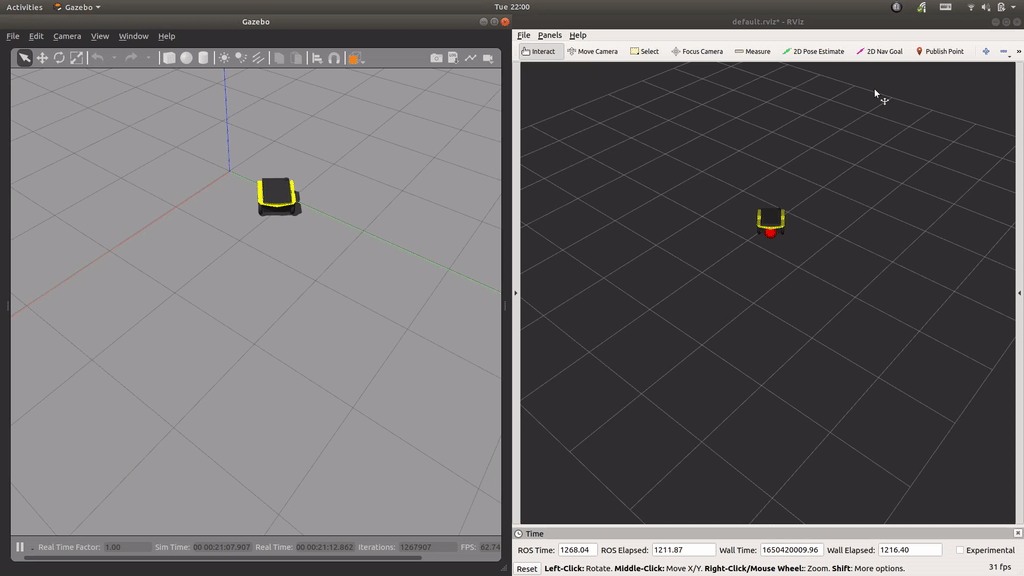 Activities Gazebo Tue 22:00
Gazebo
File Edit Camera View Window Help
Real Time Factor: 1.00 Sim Time: 00 00:21:07.907 Real Time: 00 00:21:12.862 Iterations: 1267907 FPS: 62.74
default.rviz* - RViz
File Panels Help
Interact Move Camera Select Focus Camera Measure 2D Pose Estimate 2D Nav Goal Publish Point »
Time
ROS Time: 1268.04 ROS Elapsed: 1211.87 Wall Time: 1650420009.96 Wall Elapsed: 1216.40 Experimental
Reset Left-Click: Rotate. Middle-Click: Move X/Y. Right-Click/Mouse Wheel:: Zoom. Shift: More options. 31 fps